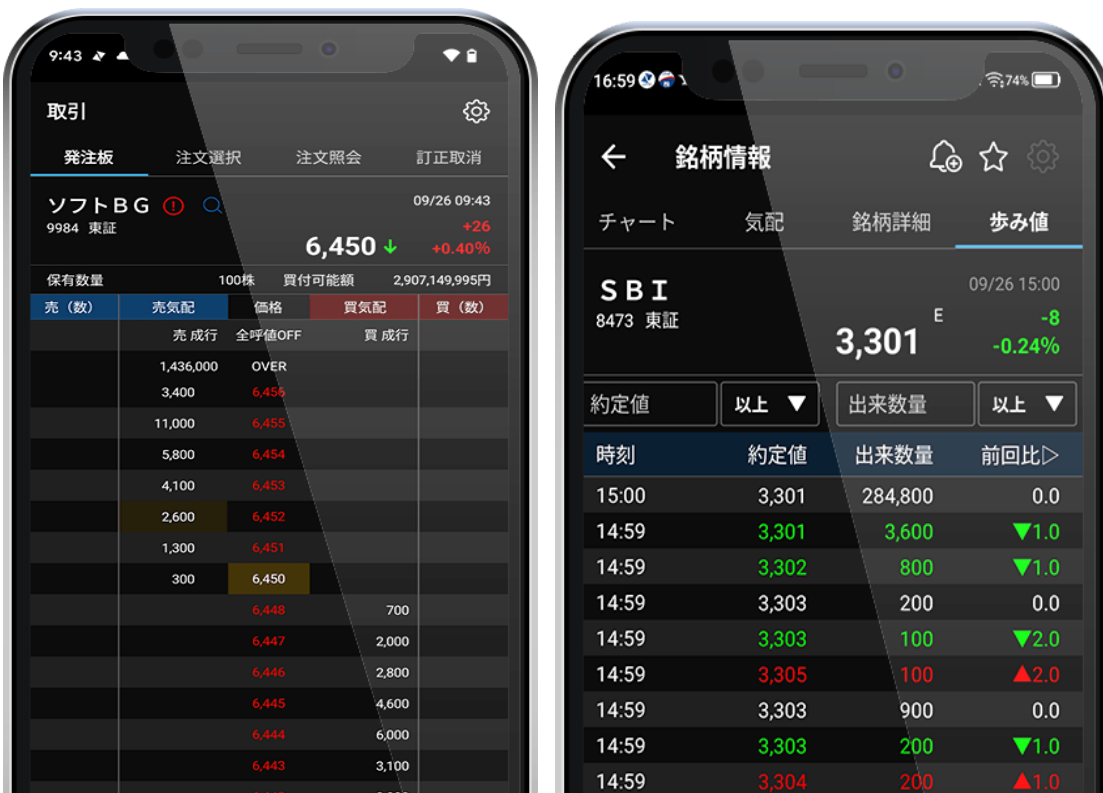 9:43
取引
発注板 注文選択 注文照会 訂正取消
ソフトＢＧ 09/26 09:43
9984 東証 +26
6,450 ↓ +0.40%
保有数量 100株 買付可能額 2,907,149,995円
売（数） 売気配 価格 買気配 買（数）
売 成行 全呼値OFF 買 成行
1,436,000 OVER
3,400 6,456
11,000 6,455
5,800 6,454
4,100 6,453
2,600 6,452
1,300 6,451
300 6,450
6,448 700
6,447 2,000
6,446 2,800
6,445 4,600
6,444 6,000
6,443 3,100
16:59 74%
銘柄情報
チャート 気配 銘柄詳細 歩み値
ＳＢＩ 09/26 15:00
8473 東証 E -8
3,301 -0.24%
約定値 以上 ▼ 出来数量 以上 ▼
時刻 約定値 出来数量 前回比▷
15:00 3,301 284,800 0.0
14:59 3,301 3,600 ▼1.0
14:59 3,302 800 ▼1.0
14:59 3,303 200 0.0
14:59 3,303 100 ▼2.0
14:59 3,305 100 ▲2.0
14:59 3,303 900 0.0
14:59 3,303 200 ▼1.0
14:59 3,304 200 ▲1.0